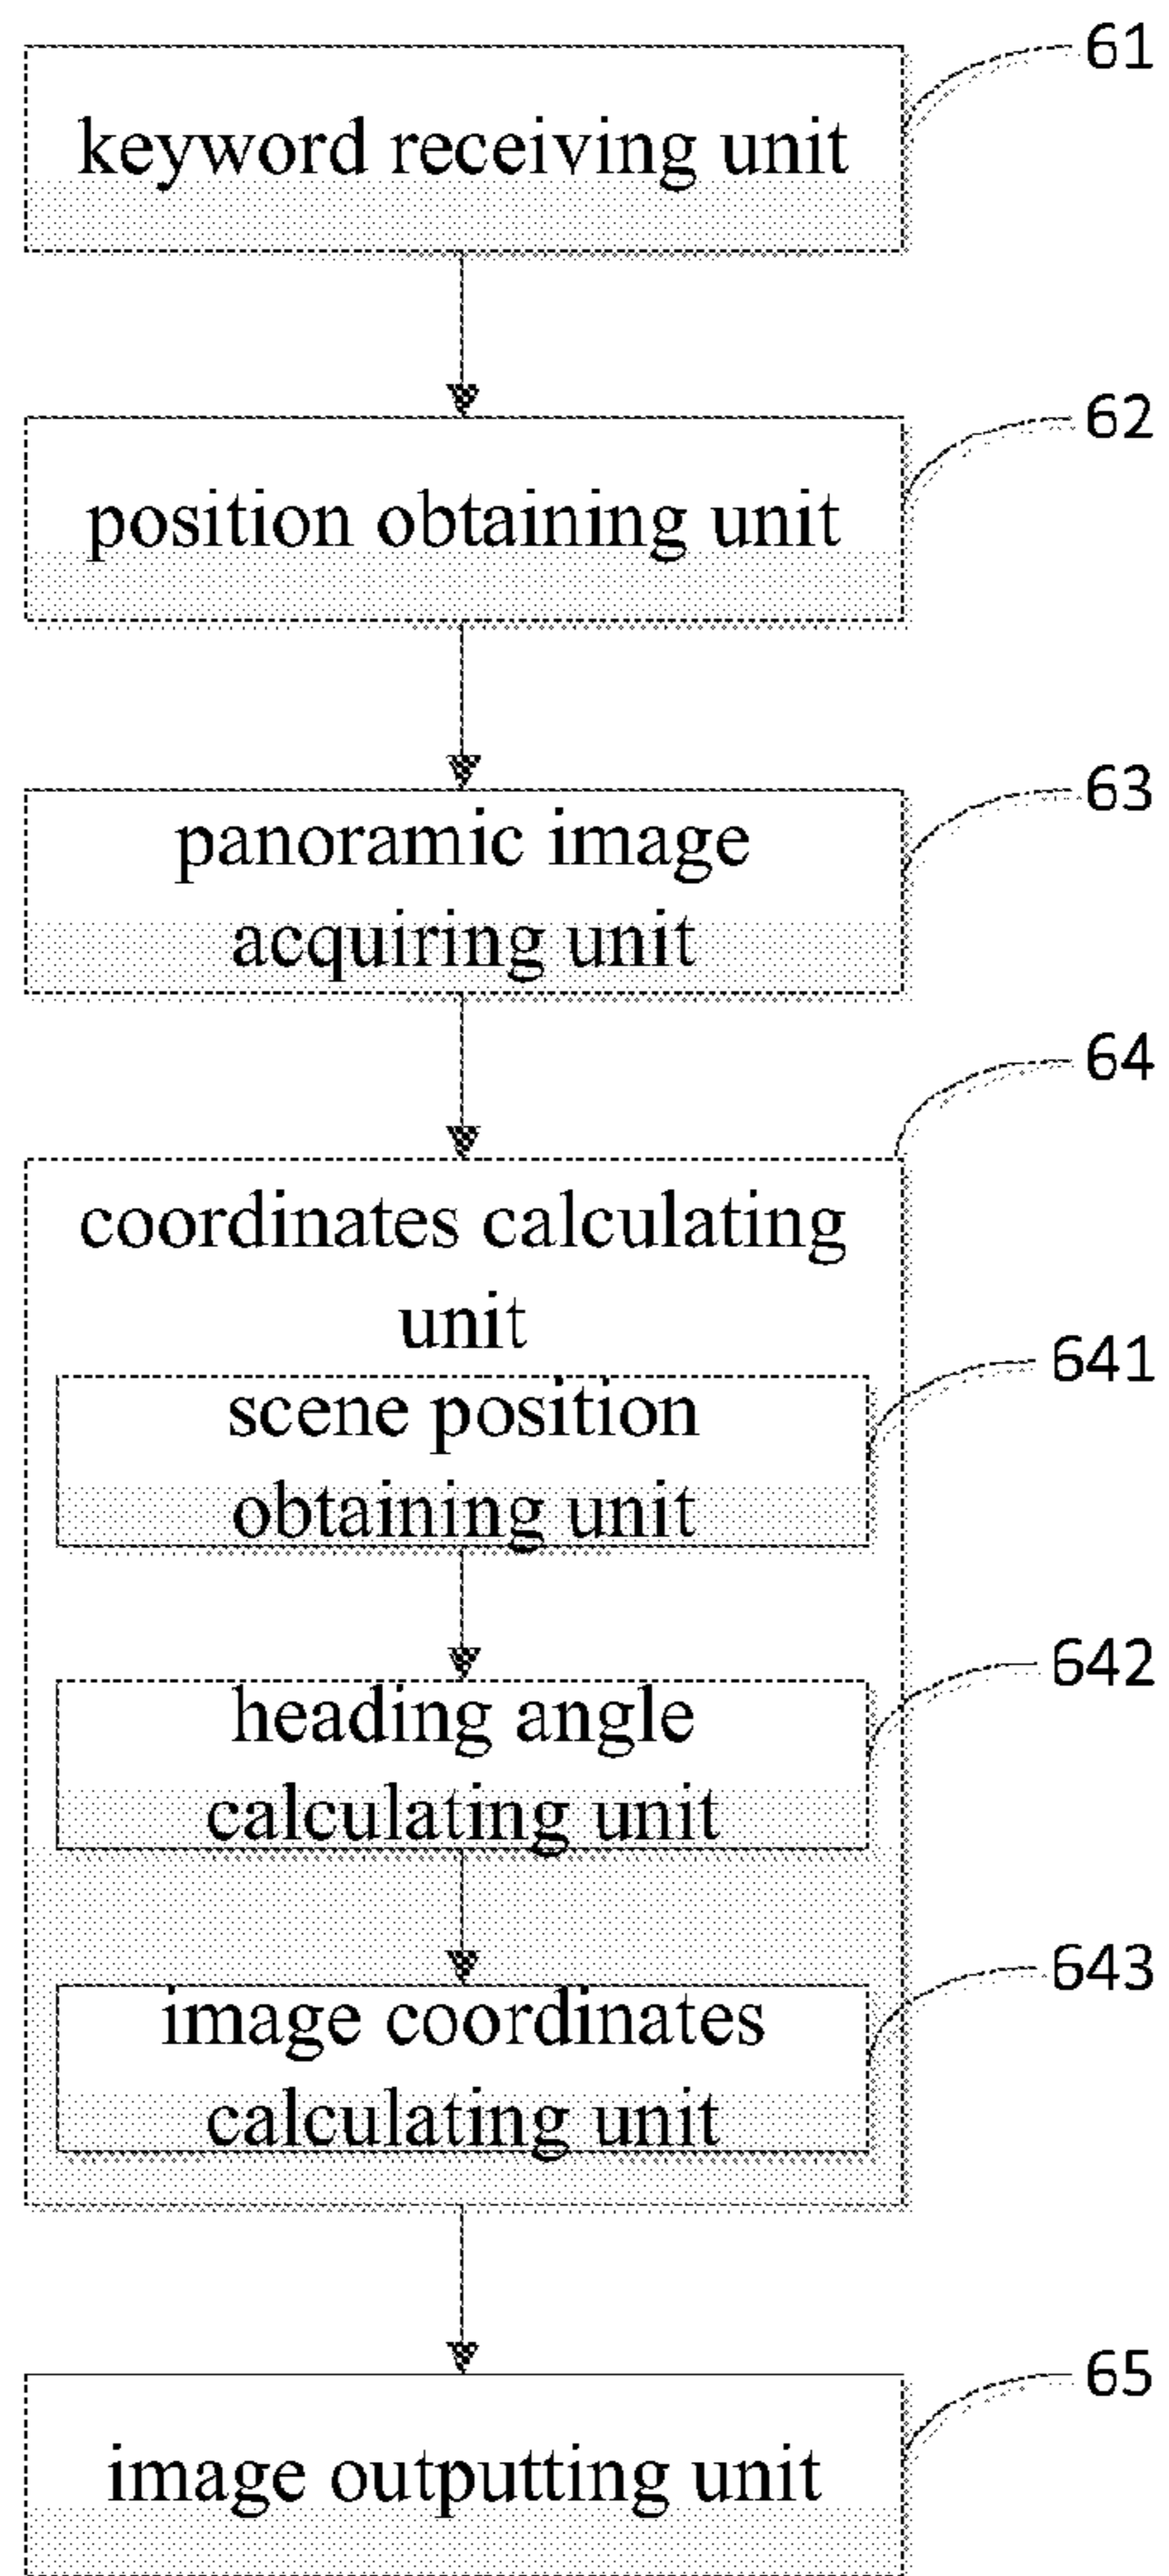 61
keyword receiving unit
62
position obtaining unit
63
panoramic image
acquiring unit
64
coordinates calculating
unit
641
scene position
obtaining unit
642
heading angle
calculating unit
643
image coordinates
calculating unit
65
image outputting unit